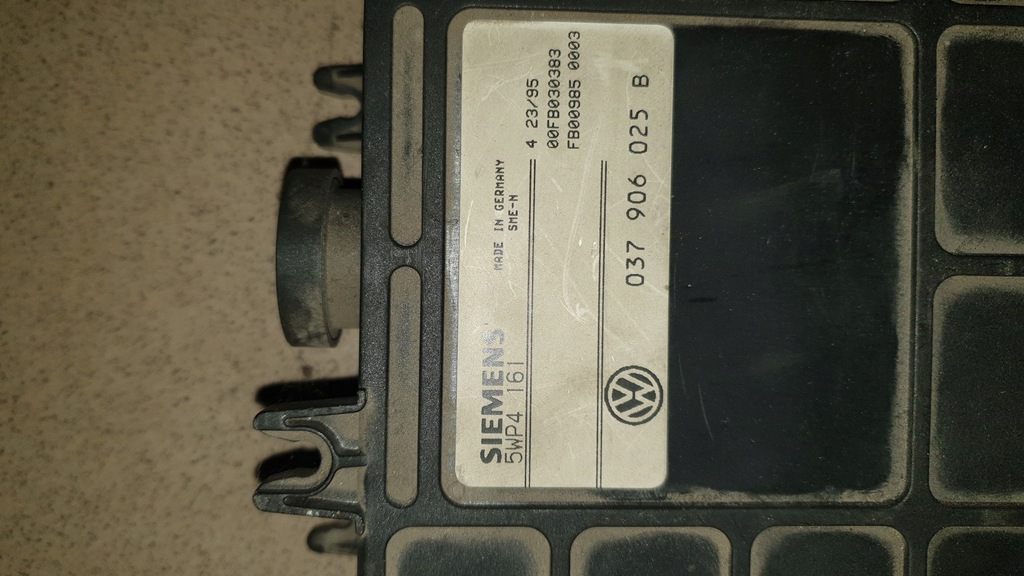 SIEMENS
5WP4 161
MADE IN GERMANY
SME-N
4 23/95
00FB030383
FB00985 0003
037 906 025 B